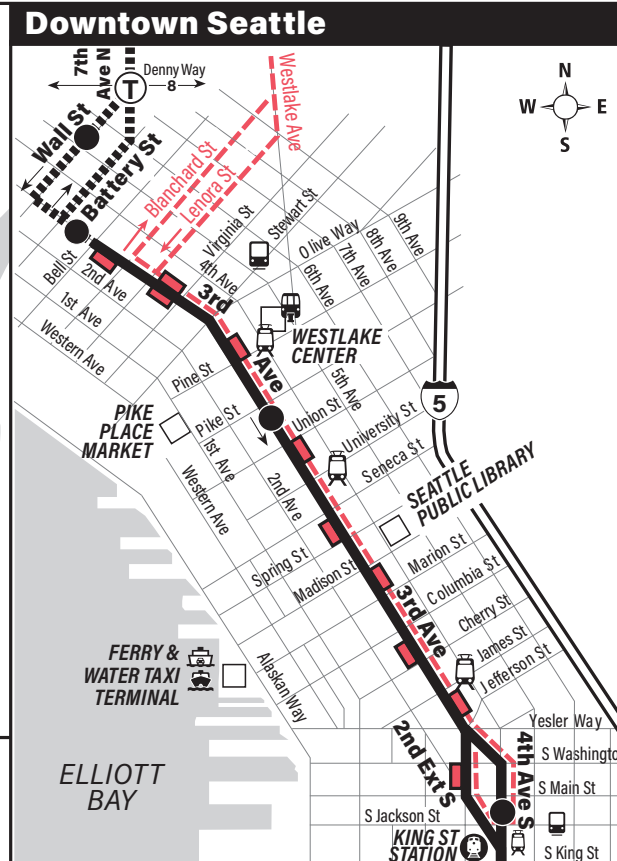 Downtown Seattle
7th
Ave N
Denny Way
T
8
Westlake Ave
N
W
E
S
Wall St
Battery St
Blanchard St
Lenora St
Virginia St
Stewart St
Olive Way
9th Ave
8th Ave
7th Ave
6th Ave
4th Ave
Bell St
2nd Ave
1st Ave
Western Ave
3rd
Ave
WESTLAKE
CENTER
Pine St
5th Ave
5
PIKE
PLACE
MARKET
Pike St
Union St
University St
Seneca St
1st Ave
Western Ave
2nd Ave
SEATTLE
PUBLIC LIBRARY
Spring St
Madison St
Marion St
Columbia St
Cherry St
James St
Jefferson St
3rd Ave
FERRY &
WATER TAXI
TERMINAL
Alaskan Way
Yesler Way
2nd Ext S
4th Ave S
S Washingto
S Main St
ELLIOTT
BAY
S Jackson St
KING ST
STATION
S King St